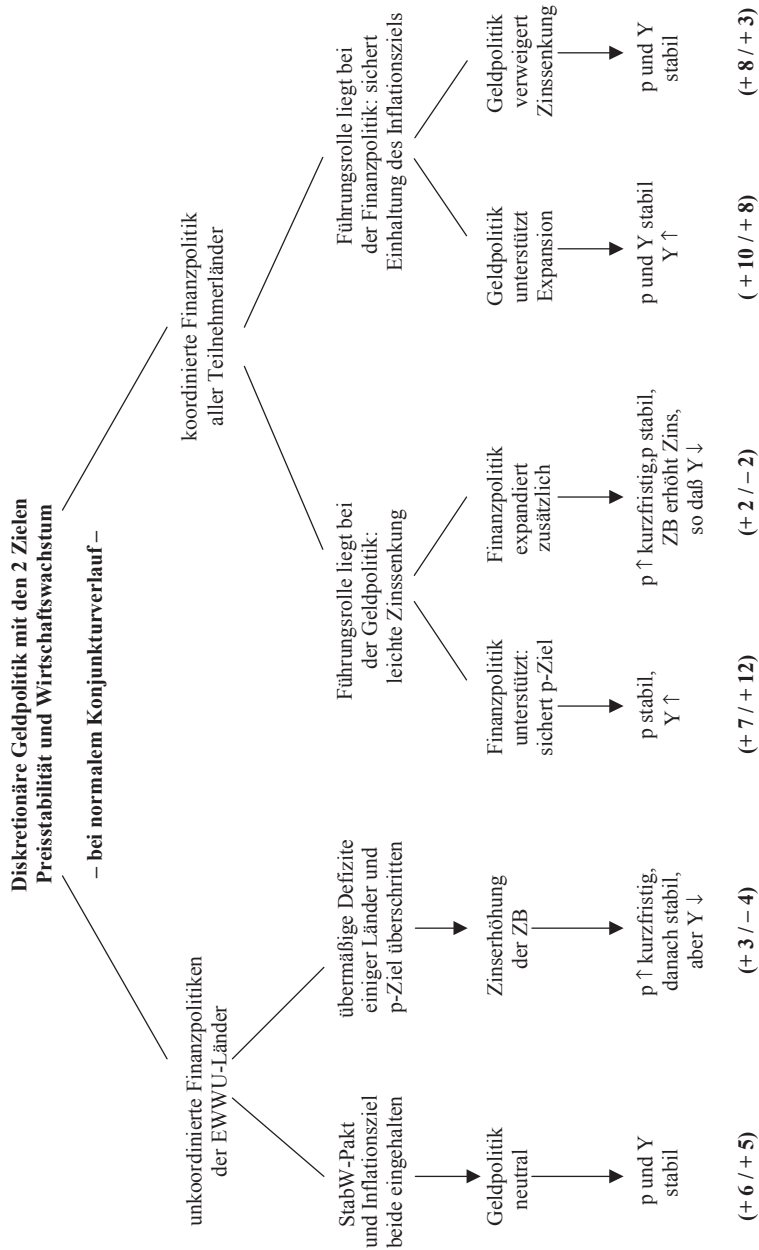 Diskretionäre Geldpolitik mit den 2 Zielen
Preisstabilität und Wirtschaftswachstum
– bei normalem Konjunkturverlauf –
unkoordinierte Finanzpolitiken
der EWWU-Länder
koordinierte Finanzpolitik
aller Teilnehmerländer
StabW-Pakt
und Inflationsziel
beide eingehalten
übermäßige Defizite
einiger Länder und
p-Ziel überschritten
Führungsrolle liegt bei
der Geldpolitik:
leichte Zinssenkung
Führungsrolle liegt bei
der Finanzpolitik: sichert
Einhaltung des Inflationsziels
Geldpolitik
neutral
Zinserhöhung
der ZB
Finanzpolitik
unterstützt:
sichert p-Ziel
Finanzpolitik
expandiert
zusätzlich
Geldpolitik
unterstützt
Expansion
Geldpolitik
verweigert
Zinssenkung
p und Y
stabil
p ↑ kurzfristig,
danach stabil,
aber Y ↓
p stabil,
Y ↑
p ↑ kurzfristig,p stabil,
ZB erhöht Zins,
so daß Y ↓
p und Y stabil
Y ↑
p und Y
stabil
(+ 6 / + 5)
(+ 3 / – 4)
(+ 7 / + 12)
(+ 2 / – 2)
( + 10 / + 8)
(+ 8 / + 3)